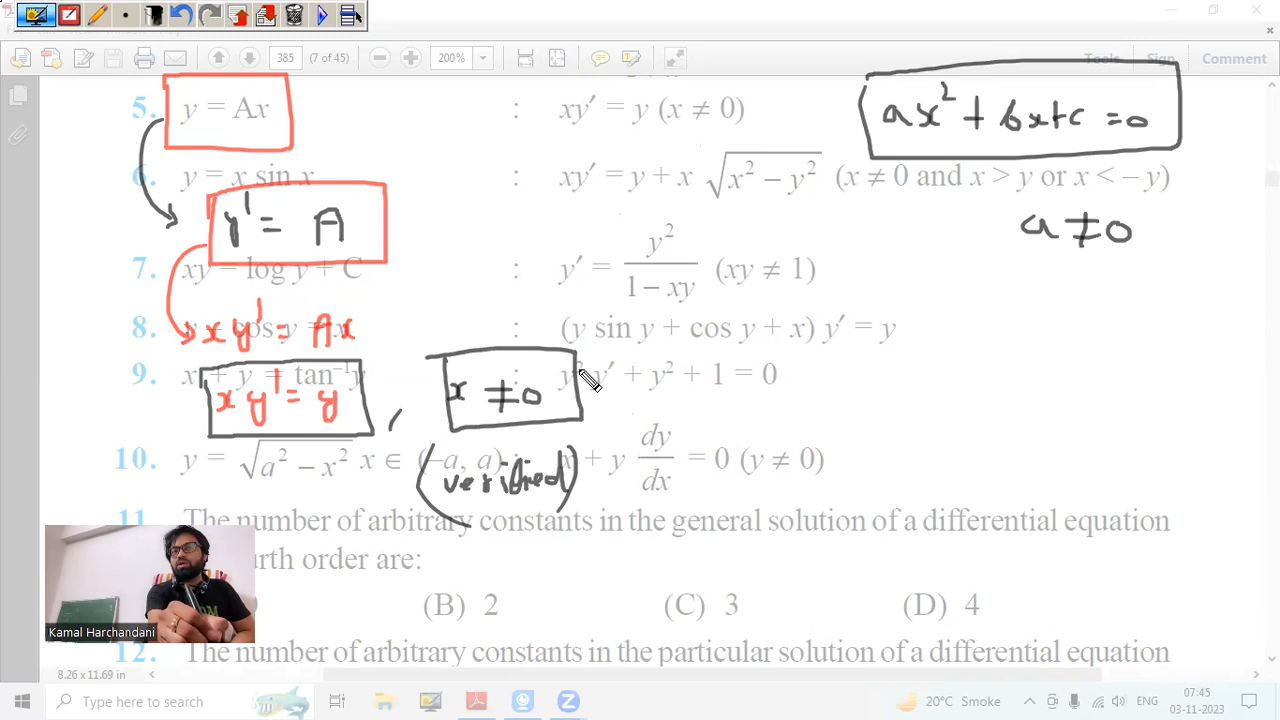 385 (7 of 45) 200% Tools Sign Comment
5. y = Ax : xy′ = y (x ≠ 0)
ax² + bx + c = 0
6. y = x sin x : xy′ = y + x √(x² − y²) (x ≠ 0 and x > y or x < − y)
y′ = A
a ≠ 0
7. xy = log y + C : y′ = y² / (1 − xy) (xy ≠ 1)
8. y − cos y = x : (y sin y + cos y + x) y′ = y
x y′ = Ax
9. x + y = tan⁻¹y : y² y′ + y² + 1 = 0
x y′ = y , x ≠ 0
10. y = √(a² − x²) x ∈ (−a, a) : x + y dy/dx = 0 (y ≠ 0)
(verified)
11. The number of arbitrary constants in the general solution of a differential equation
urth order are:
(B) 2 (C) 3 (D) 4
Kamal Harchandani
12. The number of arbitrary constants in the particular solution of a differential equation
8.26 x 11.69 in
Type here to search 20°C Smoke ENG 07:45
03-11-2023